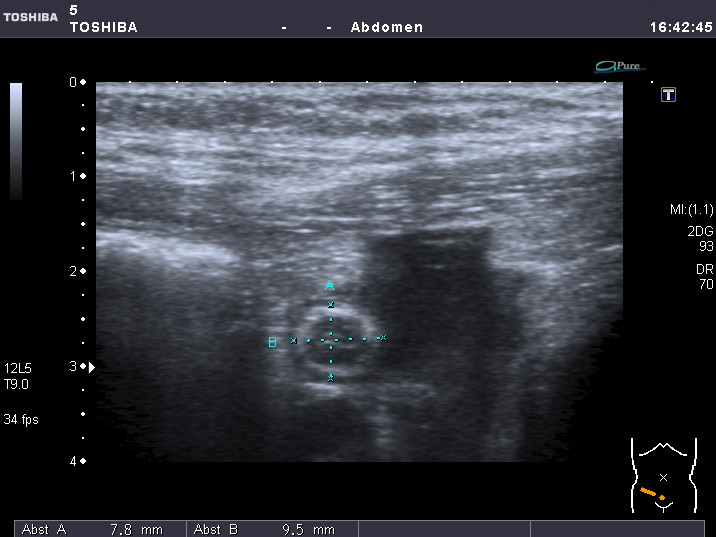 TOSHIBA
5
TOSHIBA - - Abdomen 16:42:45
Pure
T
0
1
2
3
4
MI:(1.1)
2DG
93
DR
70
12L5
T9.0
34 fps
A
B
Abst A 7.8 mm Abst B 9.5 mm